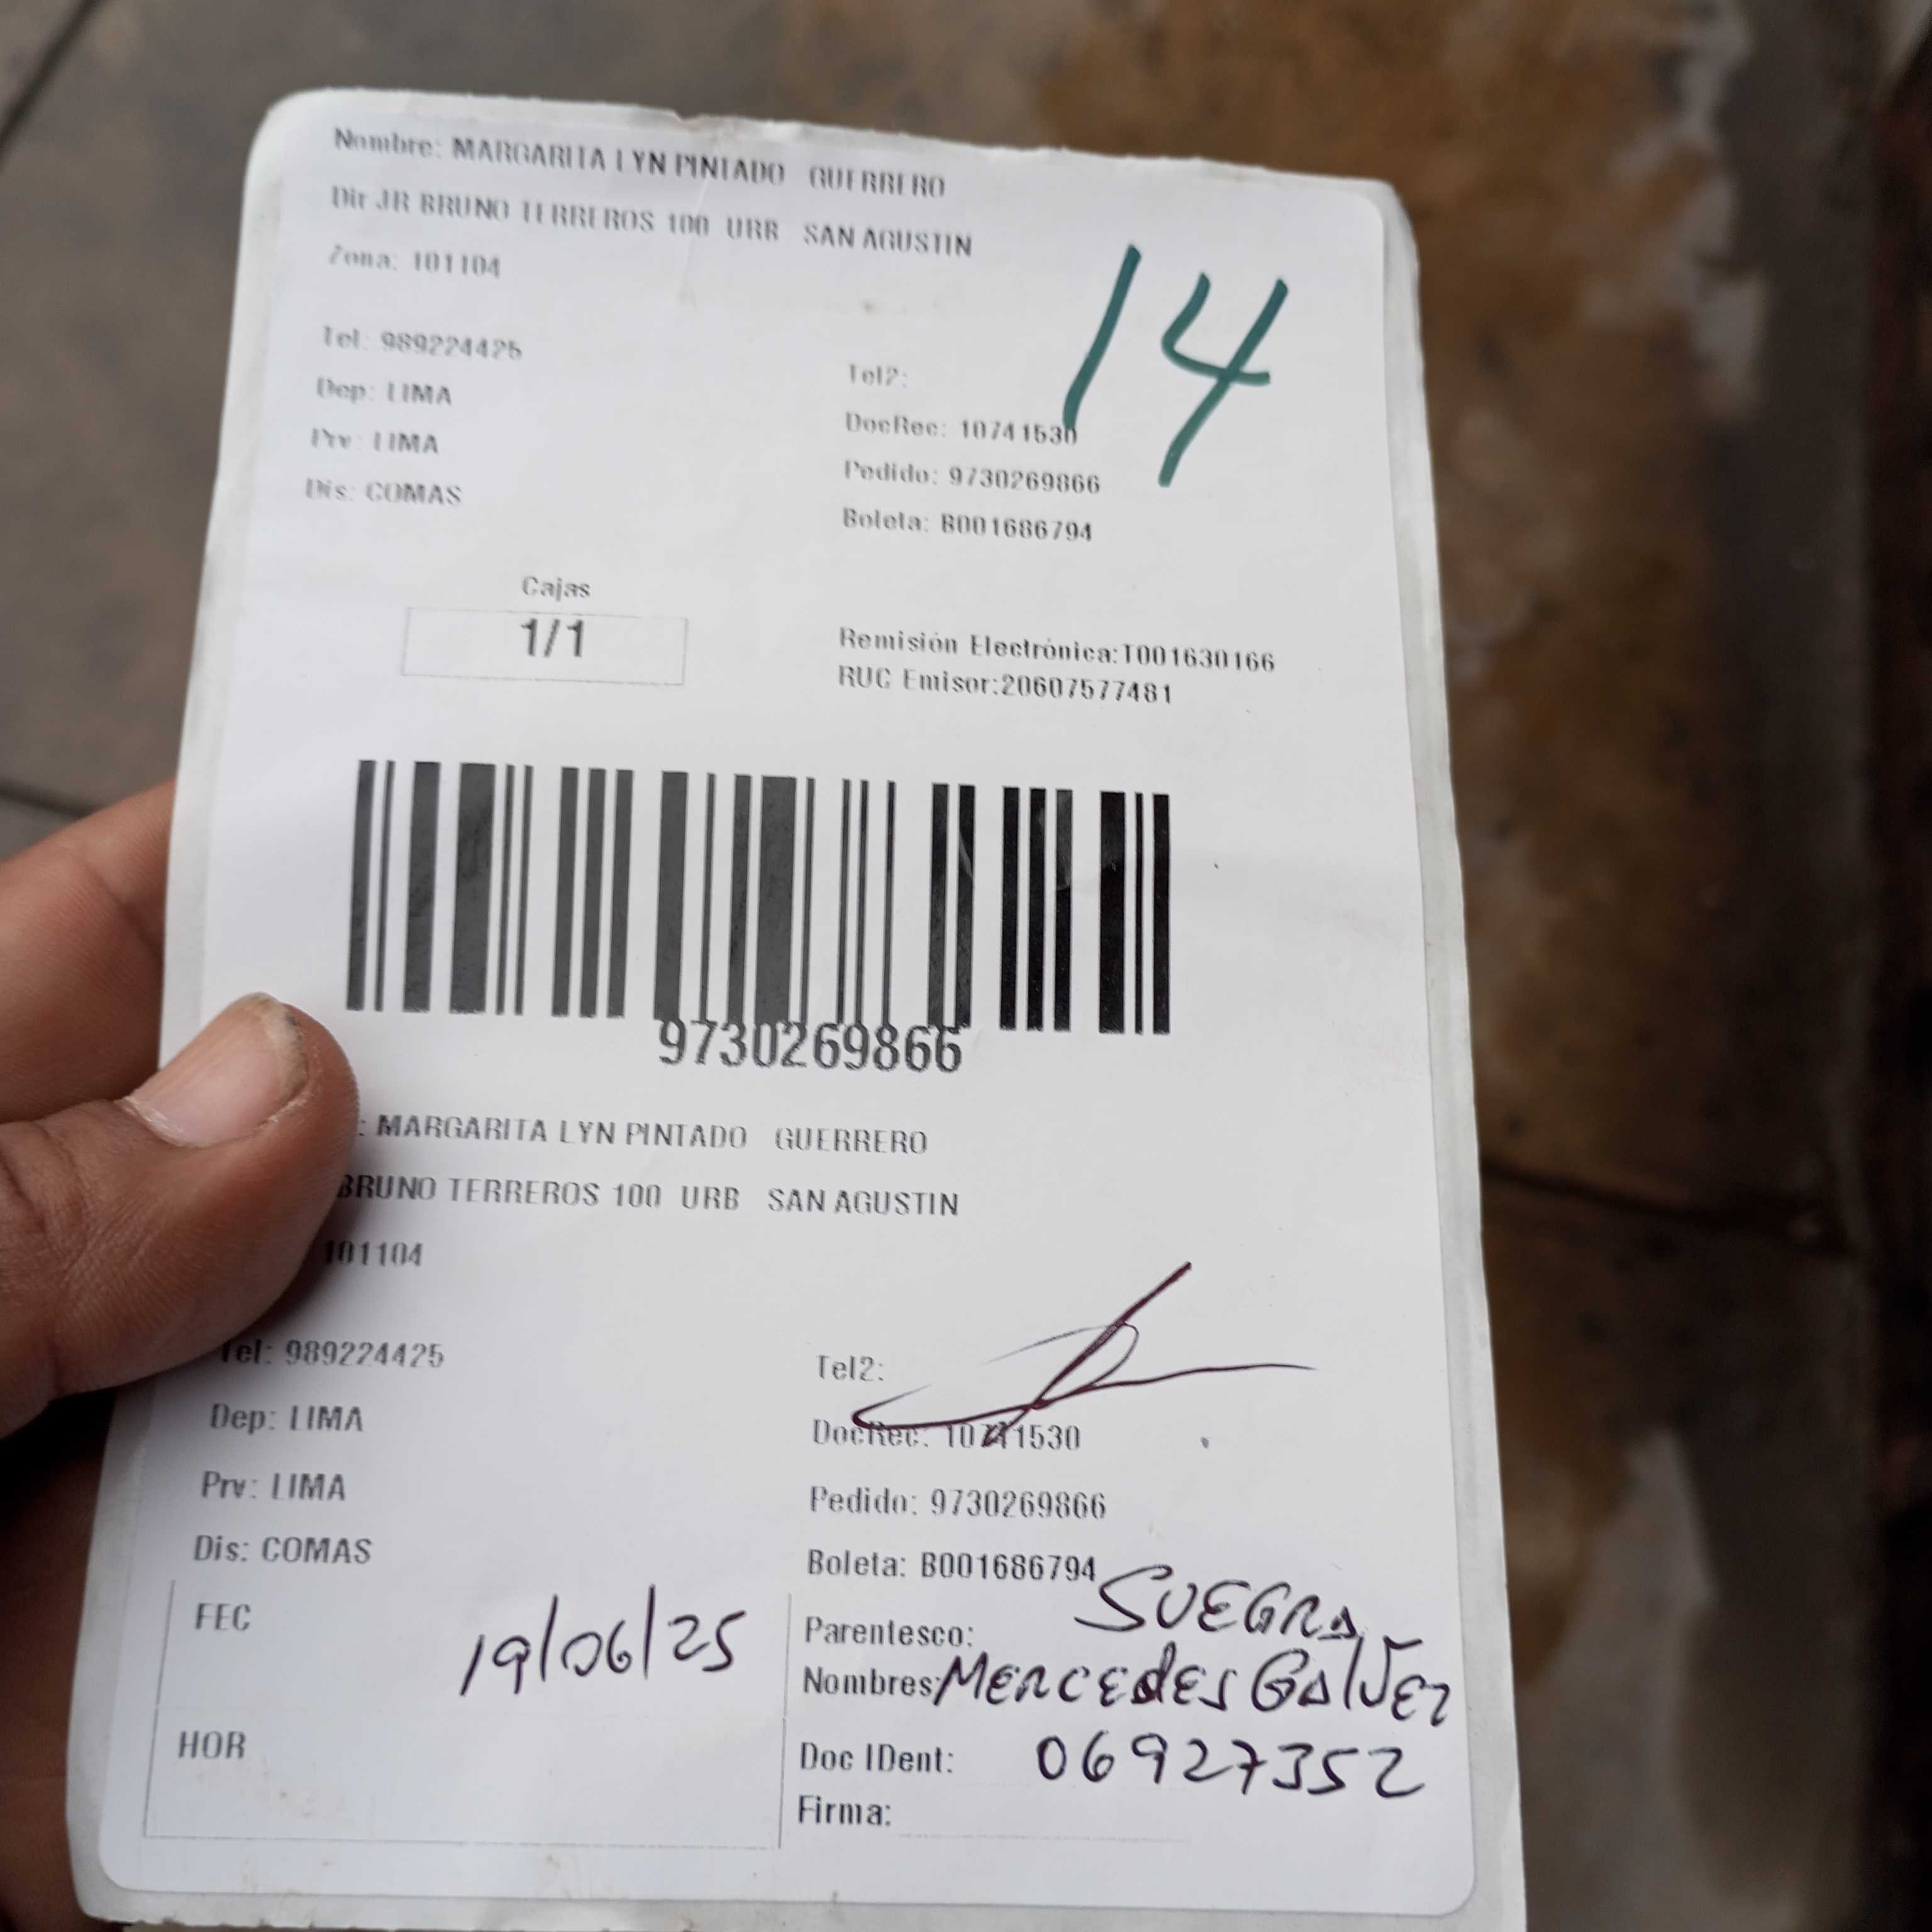 Nombre: MARGARITA LYN PINTADO GUERRERO
Dir JR BRUNO TERREROS 100 URB SAN AGUSTIN
Zona: 101104
14
Tel: 989224425
Tel2:
Dep: LIMA
DocRec: 10741530
Prv: LIMA
Pedido: 9730269866
Dis: COMAS
Boleta: B001686794
Cajas
1/1
Remisión Electrónica:T001630166
RUC Emisor:20607577481
9730269866
: MARGARITA LYN PINTADO GUERRERO
BRUNO TERREROS 100 URB SAN AGUSTIN
101104
Tel: 989224425
Tel2:
Dep: LIMA
DocRec: 10741530
Prv: LIMA
Pedido: 9730269866
Dis: COMAS
Boleta: B001686794
FEC 19/06/25
Parentesco: SUEGRA
Nombres: MERCEDES GALVEZ
HOR
Doc IDent: 06927352
Firma: